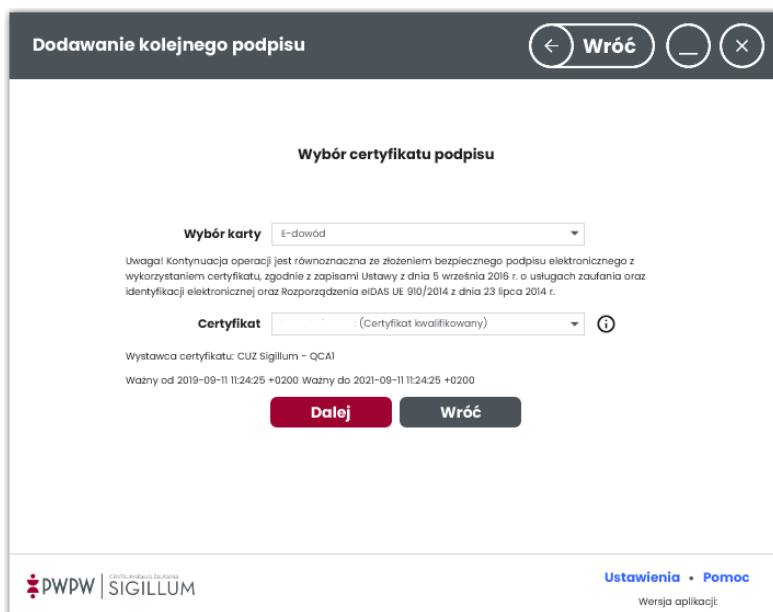 Dodawanie kolejnego podpisu
Wróć
Wybór certyfikatu podpisu
Wybór karty E-dowód
Uwaga! Kontynuacja operacji jest równoznaczna ze złożeniem bezpiecznego podpisu elektronicznego z
wykorzystaniem certyfikatu, zgodnie z zapisami Ustawy z dnia 5 września 2016 r. o usługach zaufania oraz
identyfikacji elektronicznej oraz Rozporządzenia eIDAS UE 910/2014 z dnia 23 lipca 2014 r.
Certyfikat : (Certyfikat kwalifikowany)
Wystawca certyfikatu: CUZ Sigillum - QCA1
Ważny od 2019-09-11 11:24:25 +0200 Ważny do 2021-09-11 11:24:25 +0200
Dalej Wróć
PWPW CENTRUM USŁUG ZAUFANIA
SIGILLUM
Ustawienia • Pomoc
Wersja aplikacji: